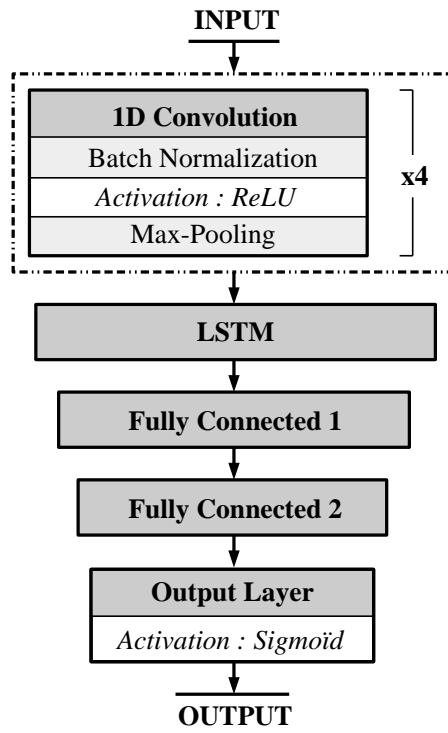 INPUT
1D Convolution
Batch Normalization
Activation : ReLU
Max-Pooling
x4
LSTM
Fully Connected 1
Fully Connected 2
Output Layer
Activation : Sigmoïd
OUTPUT